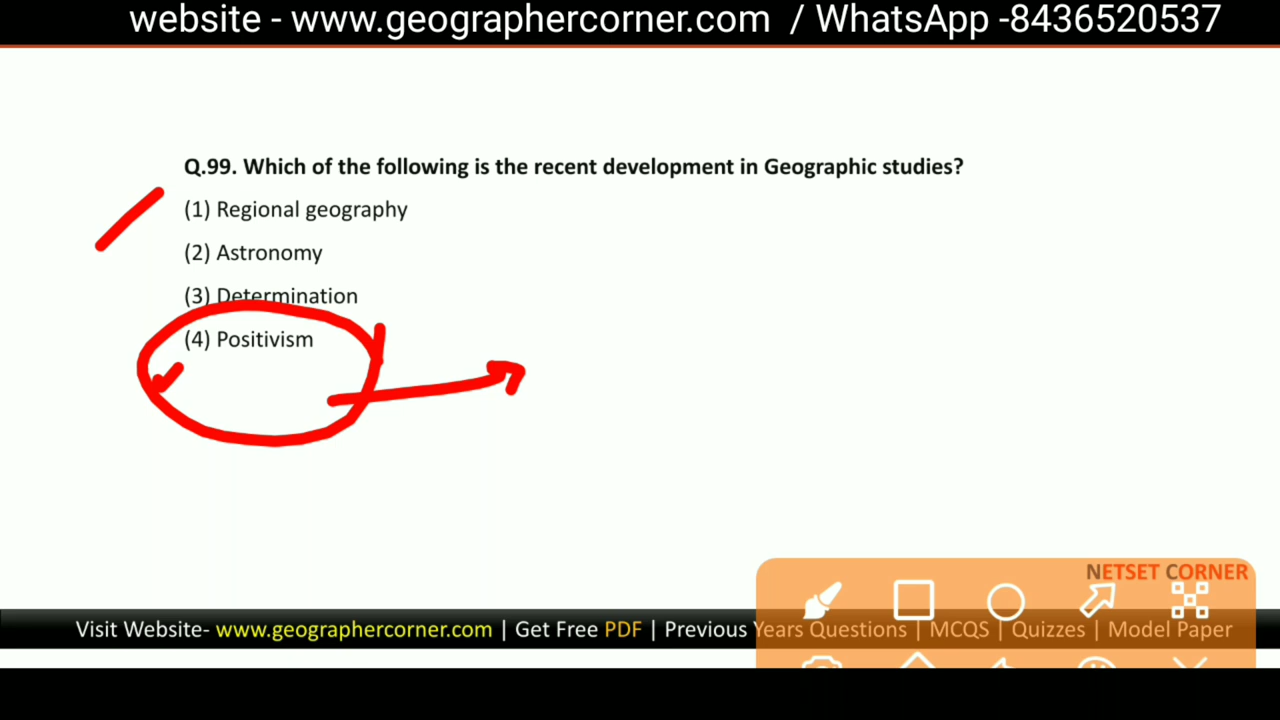 website - www.geographercorner.com / WhatsApp -8436520537
Q.99. Which of the following is the recent development in Geographic studies?
(1) Regional geography
(2) Astronomy
(3) Determination
(4) Positivism
NETSET CORNER
Visit Website- www.geographercorner.com | Get Free PDF | Previous Years Questions | MCQS | Quizzes | Model Paper